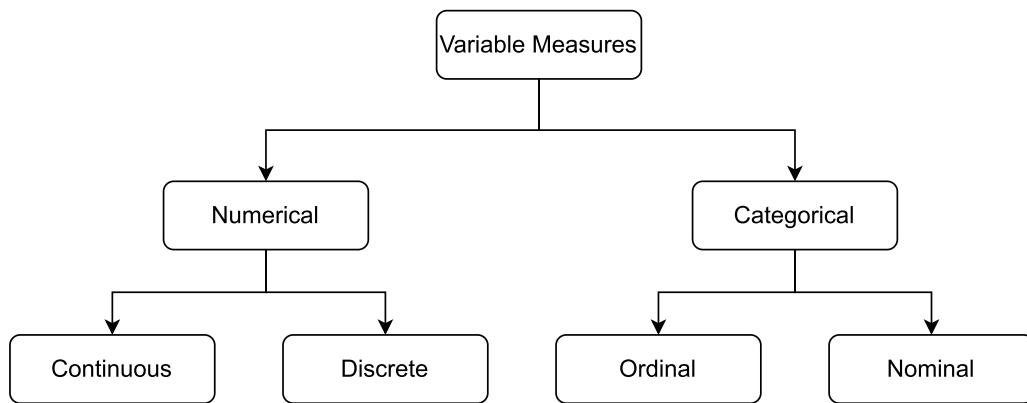 Variable Measures
Numerical
Categorical
Continuous
Discrete
Ordinal
Nominal